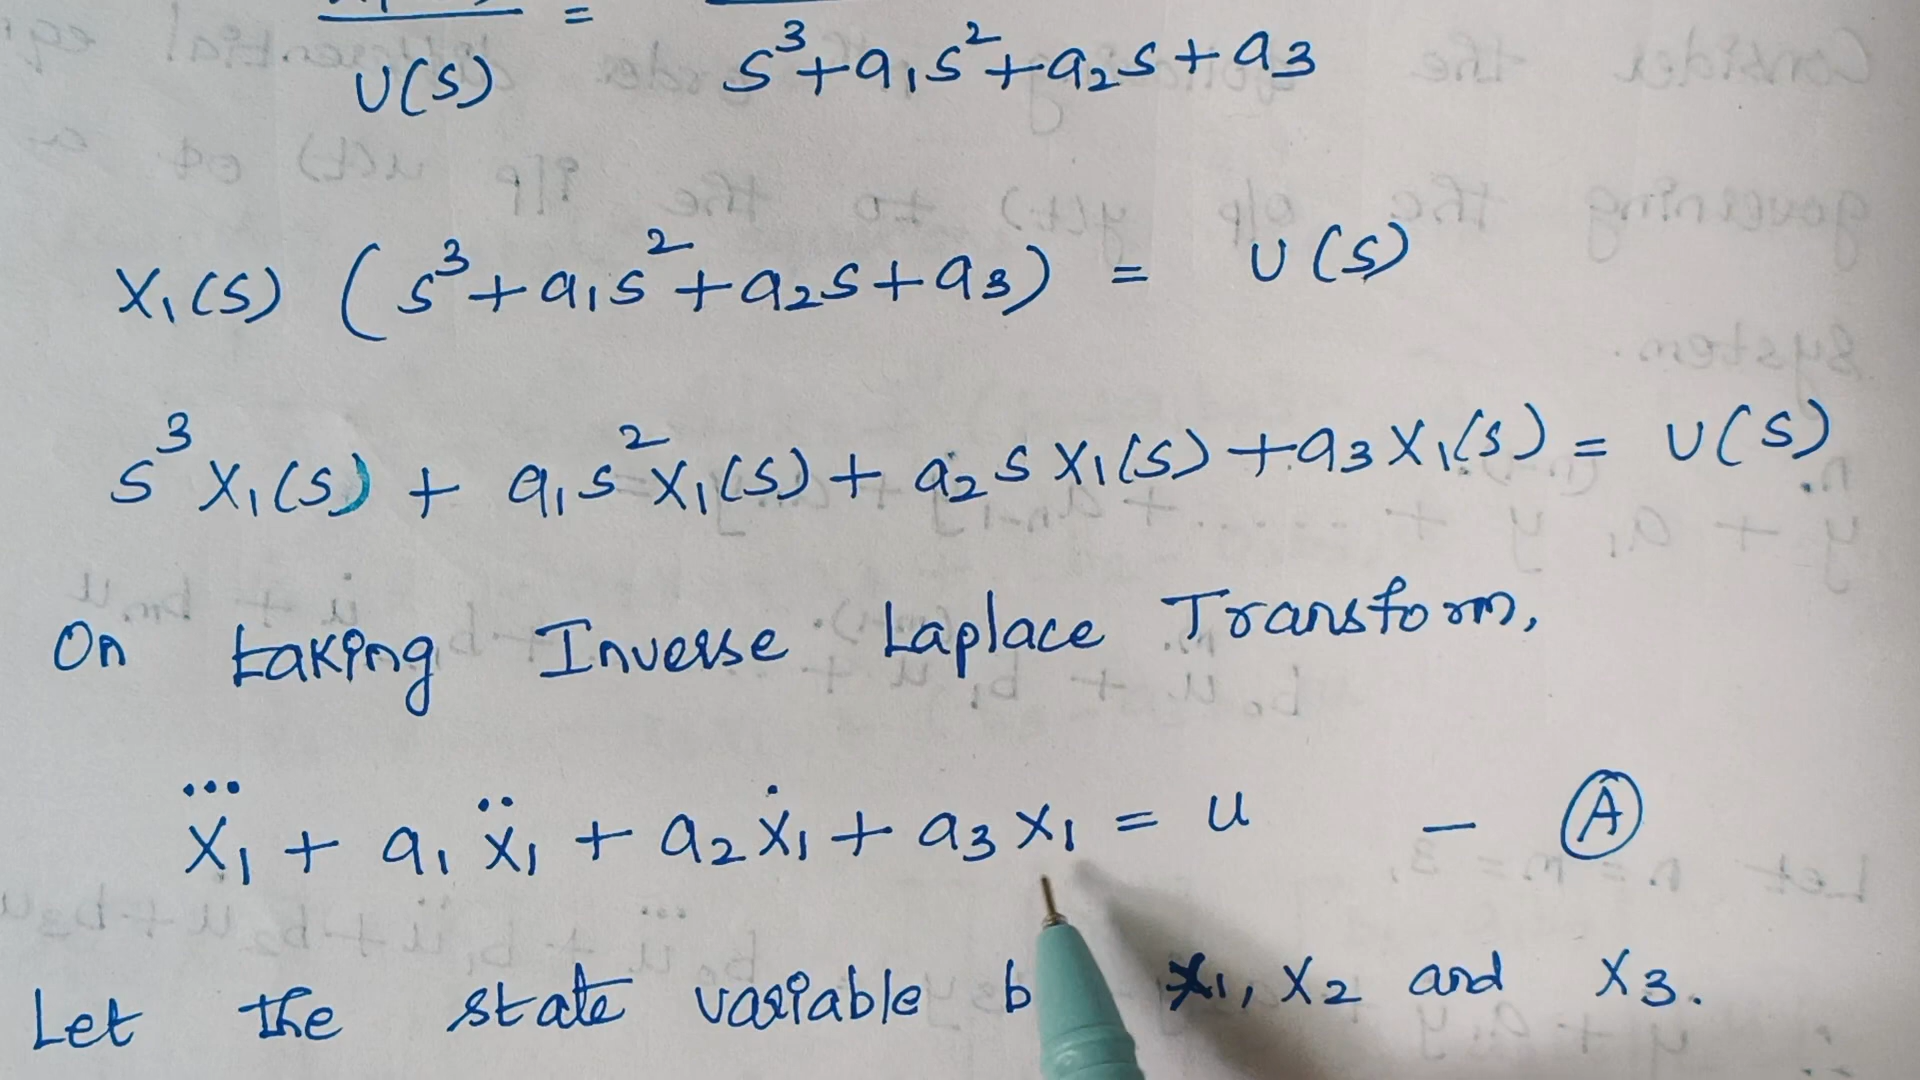 U(S) = s³+a₁s²+a₂s+a₃
X₁(S) (s³+a₁s²+a₂s+a₃) = U(S)
s³X₁(S) + a₁s²X₁(S) + a₂sX₁(S)+a₃X₁(S) = U(S)
On taking Inverse Laplace Transform,
x⃛₁ + a₁ẍ₁ + a₂ẋ₁ + a₃x₁ = u — Ⓐ
Let the state variable b x₁, x₂ and x₃.